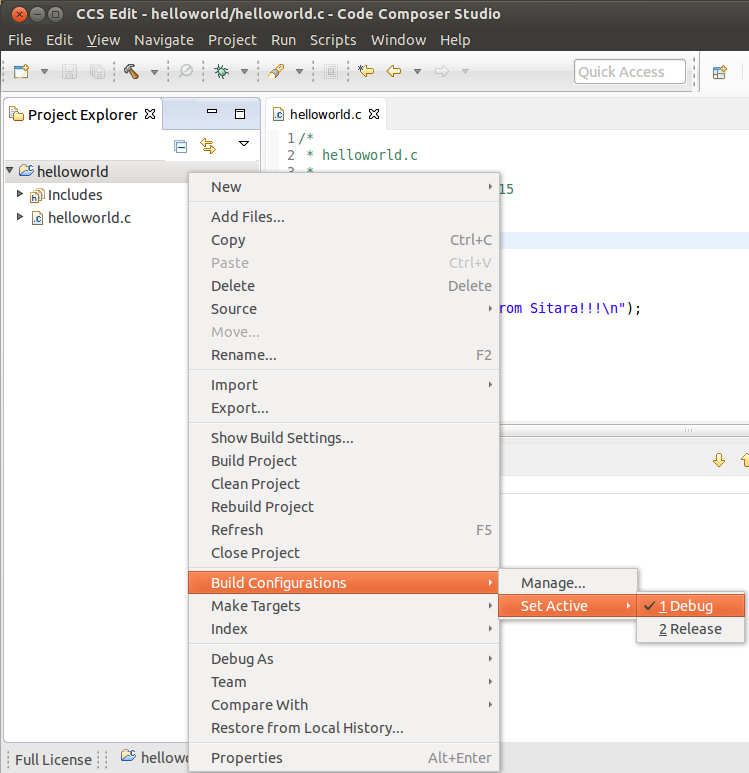 CCS Edit - helloworld/helloworld.c - Code Composer Studio
File Edit View Navigate Project Run Scripts Window Help
Quick Access
Project Explorer
helloworld
Includes
helloworld.c
helloworld.c
1 /*
2 * helloworld.c
3 *
15
rom Sitara!!!\n");
New
Add Files...
Copy Ctrl+C
Paste Ctrl+V
Delete Delete
Source
Move...
Rename... F2
Import
Export...
Show Build Settings...
Build Project
Clean Project
Rebuild Project
Refresh F5
Close Project
Build Configurations
Make Targets
Index
Debug As
Team
Compare With
Restore from Local History...
Properties Alt+Enter
Manage...
Set Active
1 Debug
2 Release
Full License
hellowo